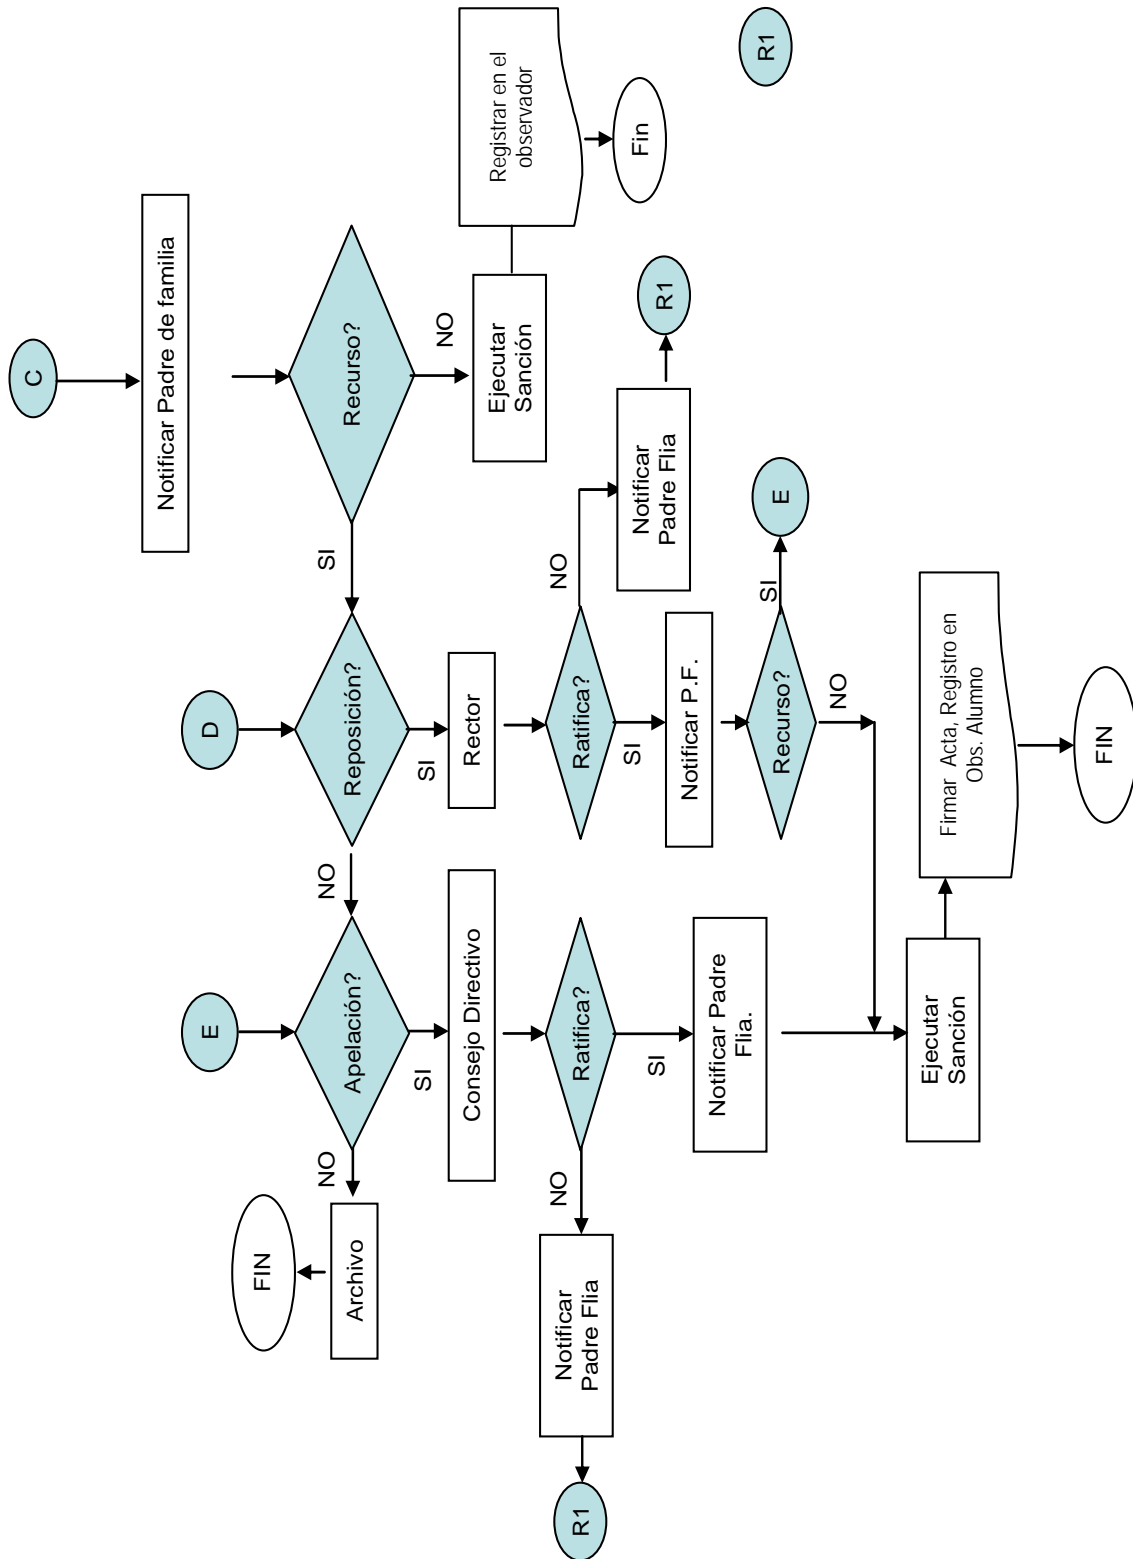 C
Notificar Padre de familia
Recurso?
NO
Ejecutar
Sanción
Registrar en el
observador
Fin
R1
SI
D
Reposición?
SI
Rector
Ratifica?
NO
Notificar
Padre Flia
R1
SI
Notificar P.F.
Recurso?
SI
E
NO
NO
E
Apelación?
SI
Consejo Directivo
Ratifica?
SI
Notificar Padre
Flia.
Ejecutar
Sanción
Firmar Acta, Registro en
Obs. Alumno
FIN
NO
Archivo
FIN
NO
Notificar
Padre Flia
R1